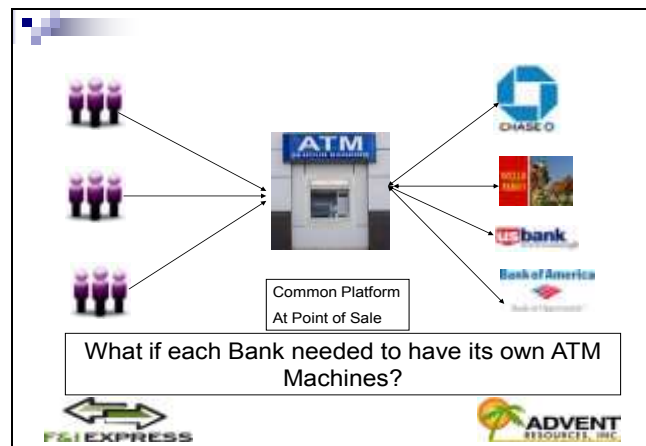 ATM
24 HOUR BANKING
CHASE
WELLS
FARGO
usbank
Bank of America
Common Platform
At Point of Sale
What if each Bank needed to have its own ATM
Machines?
F&I EXPRESS
ADVENT
RESOURCES, INC.